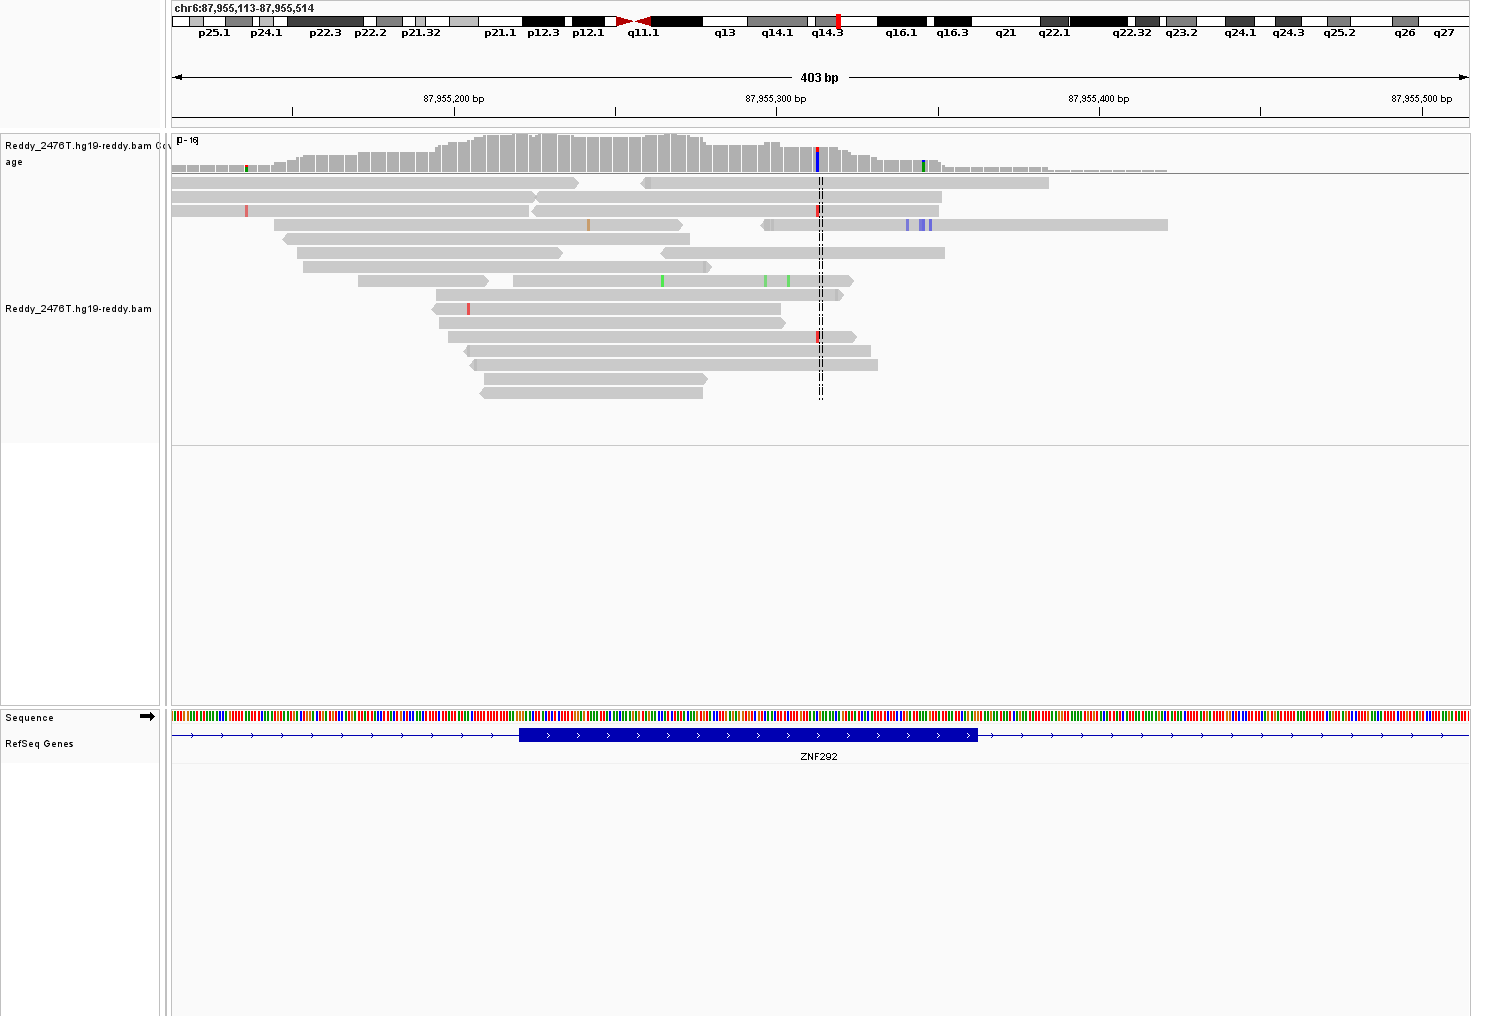 chr6:87,955,113-87,955,514
p25.1 p24.1 p22.3 p22.2 p21.32 p21.1 p12.3 p12.1 q11.1 q13 q14.1 q14.3 q16.1 q16.3 q21 q22.1 q22.32 q23.2 q24.1 q24.3 q25.2 q26 q27
403 bp
87,955,200 bp 87,955,300 bp 87,955,400 bp 87,955,500 bp
Reddy_2476T.hg19-reddy.bam Cov
age
[0 - 16]
Reddy_2476T.hg19-reddy.bam
Sequence
RefSeq Genes
ZNF292